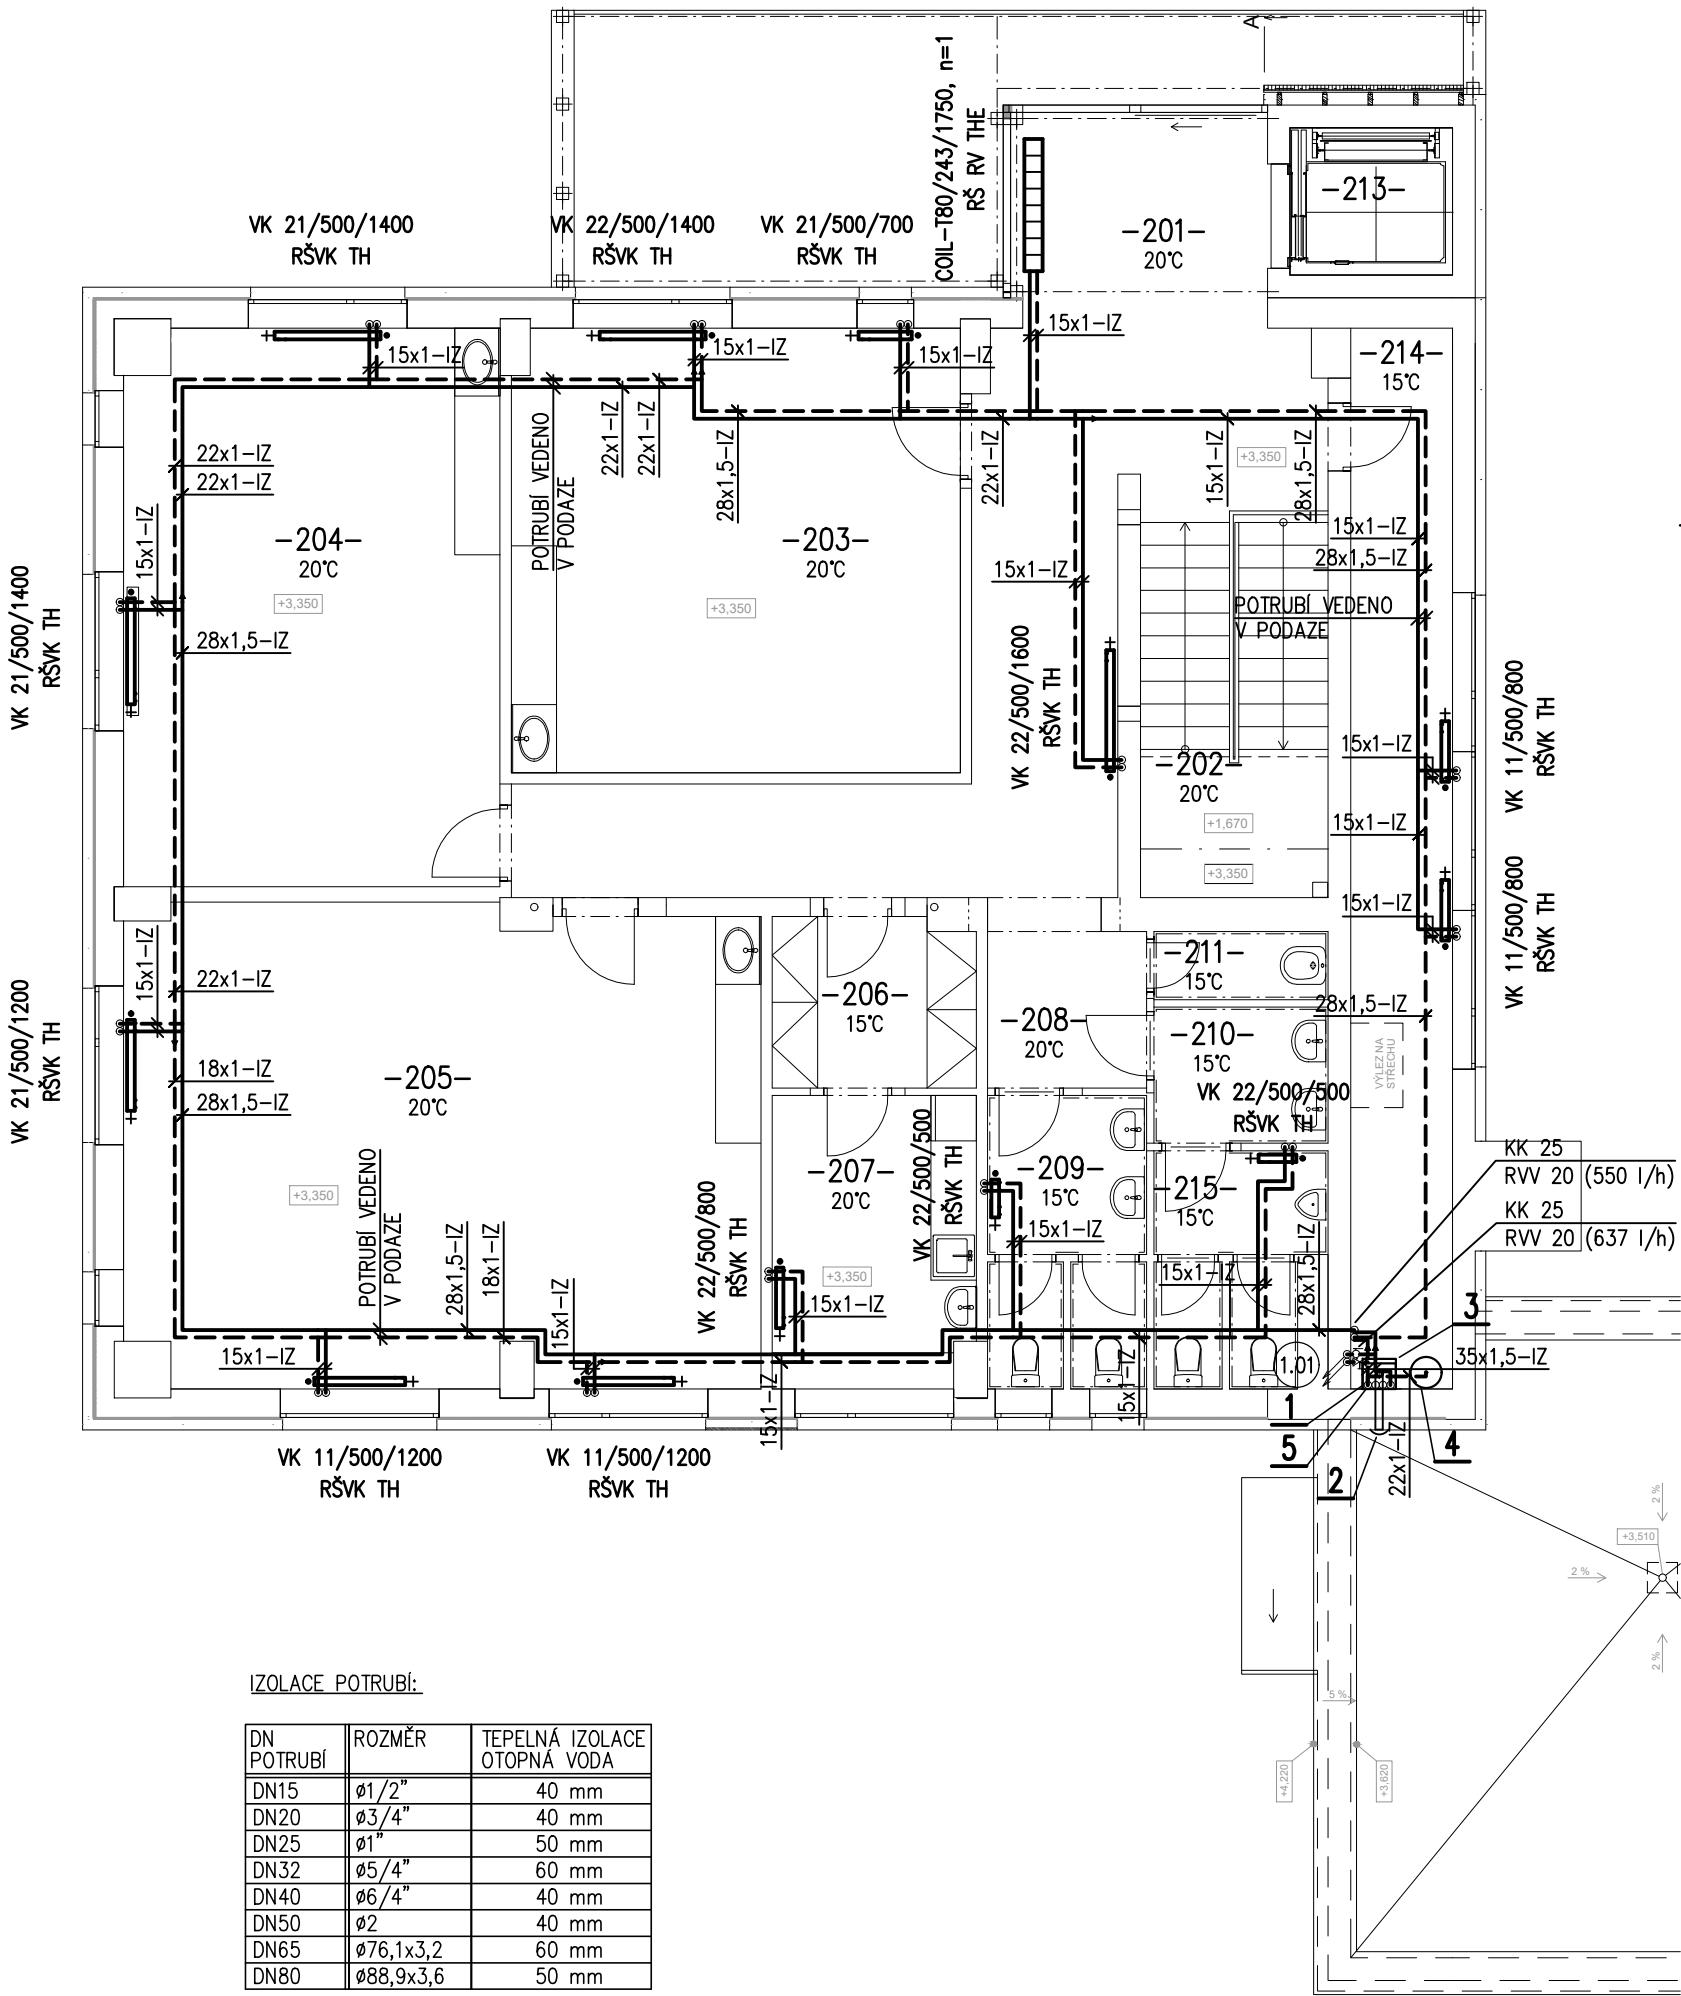 A
COIL-T80/243/1750, n=1
RŠ RV THE
VK 21/500/1400
RŠVK TH
VK 22/500/1400
RŠVK TH
VK 21/500/700
RŠVK TH
-201-
20°C
-213-
15x1-IZ
15x1-IZ
15x1-IZ
15x1-IZ
-214-
15°C
22x1-IZ
22x1-IZ
POTRUBÍ VEDENO
V PODAZE
22x1-IZ
22x1-IZ
28x1,5-IZ
22x1-IZ
15x1-IZ
28x1,5-IZ
+3,350
15x1-IZ
-204-
20°C
+3,350
-203-
20°C
+3,350
15x1-IZ
15x1-IZ
28x1,5-IZ
POTRUBÍ VEDENO
V PODAZE
VK 21/500/1400
RŠVK TH
28x1,5-IZ
VK 22/500/1600
RŠVK TH
-202-
20°C
+1,670
+3,350
15x1-IZ
VK 11/500/800
RŠVK TH
15x1-IZ
15x1-IZ
VK 11/500/800
RŠVK TH
15x1-IZ
22x1-IZ
VK 21/500/1200
RŠVK TH
18x1-IZ
28x1,5-IZ
-205-
20°C
+3,350
-206-
15°C
-208-
20°C
-211-
15°C
-210-
15°C
28x1,5-IZ
VÝLEZ NA
STŘECHU
VK 22/500/500
RŠVK TH
-207-
20°C
+3,350
VK 22/500/500
RŠVK TH
-209-
15°C
-215-
15°C
KK 25
RVV 20 (550 l/h)
KK 25
RVV 20 (637 l/h)
POTRUBÍ VEDENO
V PODAZE
28x1,5-IZ
18x1-IZ
VK 22/500/800
RŠVK TH
15x1-IZ
15x1-IZ
15x1-IZ
28x1,5-IZ
3
15x1-IZ
15x1-IZ
35x1,5-IZ
1.01
15x1-IZ
15x1-IZ
1
5
2
22x1-IZ
4
VK 11/500/1200
RŠVK TH
VK 11/500/1200
RŠVK TH
2 %
+3,510
2 %
2 %
5 %
+4,220
+3,620
IZOLACE POTRUBÍ:
DN POTRUBÍ ROZMĚR TEPELNÁ IZOLACE OTOPNÁ VODA
DN15 ø1/2" 40 mm
DN20 ø3/4" 40 mm
DN25 ø1" 50 mm
DN32 ø5/4" 60 mm
DN40 ø6/4" 40 mm
DN50 ø2 40 mm
DN65 ø76,1x3,2 60 mm
DN80 ø88,9x3,6 50 mm